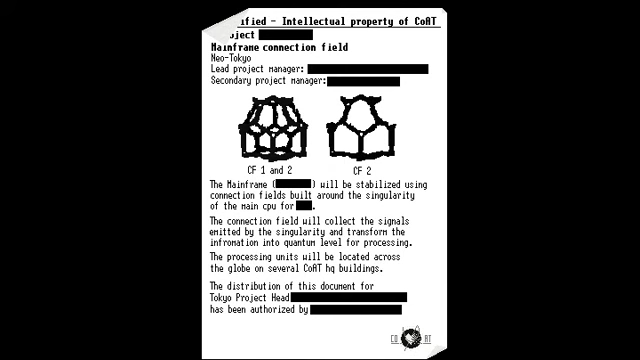 ified - Intellectual property of CoAT
oject
Mainframe connection field
Neo-Tokyo
Lead project manager:
Secondary project manager:
CF 1 and 2
CF 2
The Mainframe ( ) will be stabilized using
connection fields built around the singularity
of the main cpu for .
The connection field will collect the signals
emitted by the singularity and transform the
infromation into quantum level for processing.
The processing units will be located across
the globe on several CoAT hq buildings.
The distribution of this document for
Tokyo Project Head
has been authorized by
CO AT